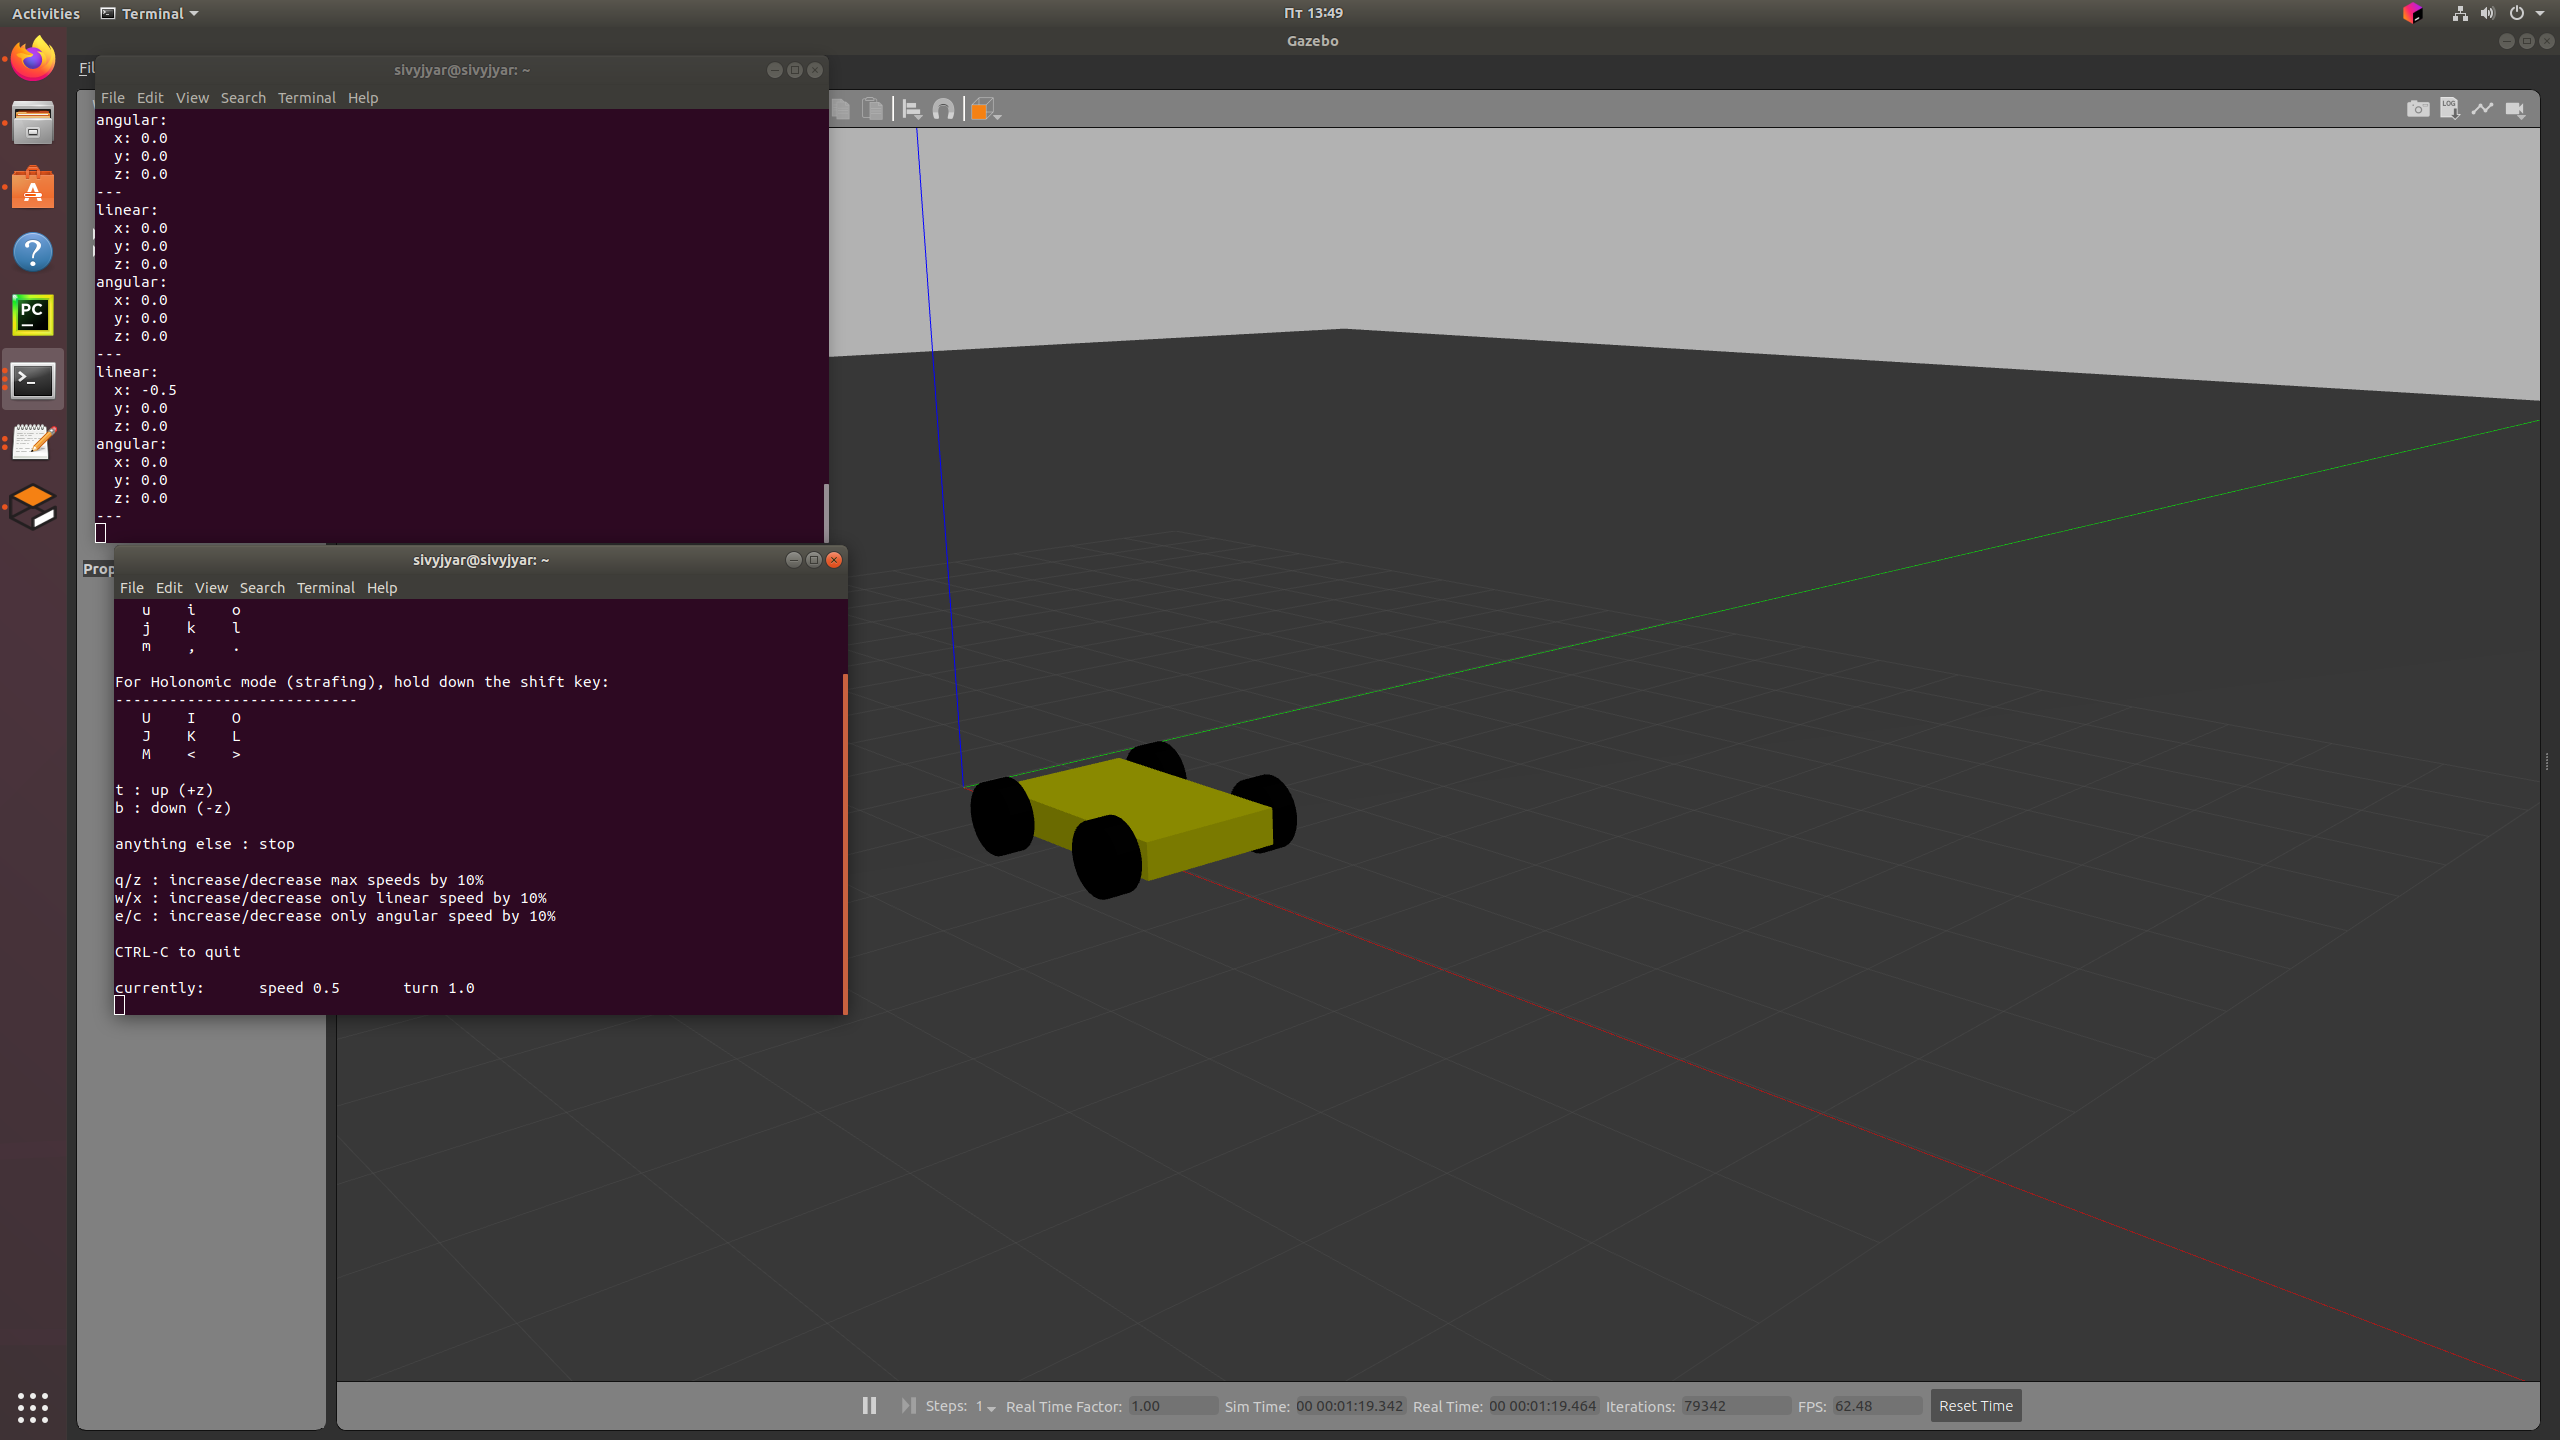 Activities
Terminal
Пт 13:49
Gazebo
Fil
sivyjyar@sivyjyar: ~
File Edit View Search Terminal Help
angular:
x: 0.0
y: 0.0
z: 0.0
---
linear:
x: 0.0
y: 0.0
z: 0.0
angular:
x: 0.0
y: 0.0
z: 0.0
---
linear:
x: -0.5
y: 0.0
z: 0.0
angular:
x: 0.0
y: 0.0
z: 0.0
---
Prop
sivyjyar@sivyjyar: ~
File Edit View Search Terminal Help
u i o
j k l
m , .
For Holonomic mode (strafing), hold down the shift key:
---------------------------
U I O
J K L
M < >
t : up (+z)
b : down (-z)
anything else : stop
q/z : increase/decrease max speeds by 10%
w/x : increase/decrease only linear speed by 10%
e/c : increase/decrease only angular speed by 10%
CTRL-C to quit
currently: speed 0.5 turn 1.0
PC
LOG
Steps: 1 Real Time Factor: 1.00 Sim Time: 00 00:01:19.342 Real Time: 00 00:01:19.464 Iterations: 79342 FPS: 62.48 Reset Time